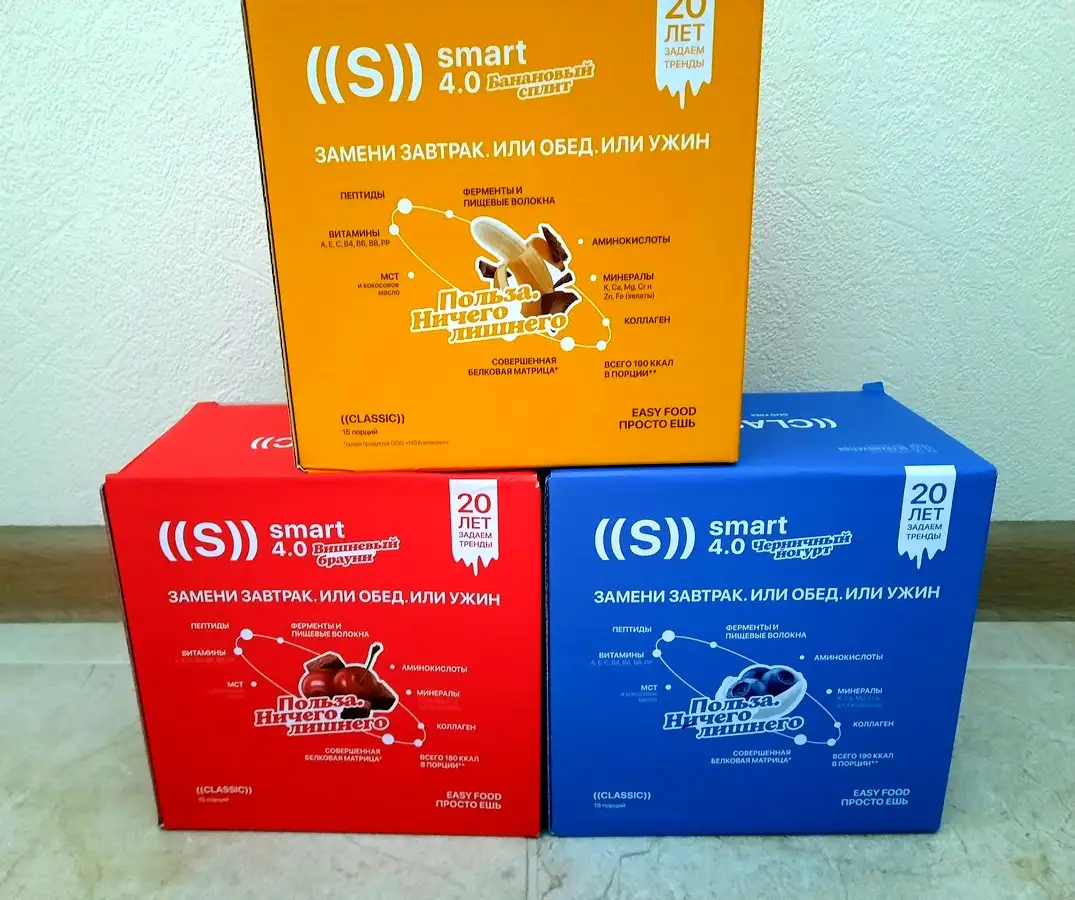 ((S))
smart
4.0 Банановый
сплит
20
ЛЕТ
ЗАДАЕМ
ТРЕНДЫ
ЗАМЕНИ ЗАВТРАК. ИЛИ ОБЕД. ИЛИ УЖИН
ПЕПТИДЫ
ФЕРМЕНТЫ И
ПИЩЕВЫЕ ВОЛОКНА
ВИТАМИНЫ
A, E, C, B4, B6, B8, PP
АМИНОКИСЛОТЫ
МСТ
И КОКОСОВОЕ
МАСЛО
МИНЕРАЛЫ
K, Ca, Mg, Cr и
Zn, Fe (хелаты)
Польза.
Ничего
лишнего
КОЛЛАГЕН
СОВЕРШЕННАЯ
БЕЛКОВАЯ МАТРИЦА*
ВСЕГО 190 ККАЛ
В ПОРЦИИ**
((CLASSIC))
15 порций
EASY FOOD
ПРОСТО ЕШЬ
((C
((S))
smart
4.0 Вишневый
брауни
20
ЛЕТ
ЗАДАЕМ
ТРЕНДЫ
ЗАМЕНИ ЗАВТРАК. ИЛИ ОБЕД. ИЛИ УЖИН
ПЕПТИДЫ
ФЕРМЕНТЫ И
ПИЩЕВЫЕ ВОЛОКНА
ВИТАМИНЫ
АМИНОКИСЛОТЫ
МСТ
МИНЕРАЛЫ
Польза.
Ничего
лишнего
КОЛЛАГЕН
СОВЕРШЕННАЯ
БЕЛКОВАЯ МАТРИЦА*
ВСЕГО 180 ККАЛ
В ПОРЦИИ**
((CLASSIC))
15 порций
EASY FOOD
ПРОСТО ЕШЬ
((CLAS
((S))
smart
4.0 Черничный
йогурт
20
ЛЕТ
ЗАДАЕМ
ТРЕНДЫ
ЗАМЕНИ ЗАВТРАК. ИЛИ ОБЕД. ИЛИ УЖИН
ПЕПТИДЫ
ФЕРМЕНТЫ И
ПИЩЕВЫЕ ВОЛОКНА
ВИТАМИНЫ
A, E, C, B4, B6, B8, PP
АМИНОКИСЛОТЫ
МСТ
И КОКОСОВОЕ
МАСЛО
МИНЕРАЛЫ
K, Ca, Mg, Cr и
Польза.
Ничего
лишнего
КОЛЛАГЕН
СОВЕРШЕННАЯ
БЕЛКОВАЯ МАТРИЦА*
ВСЕГО 190 ККАЛ
В ПОРЦИИ**
((CLASSIC))
15 порций
EASY FOOD
ПРОСТО ЕШЬ